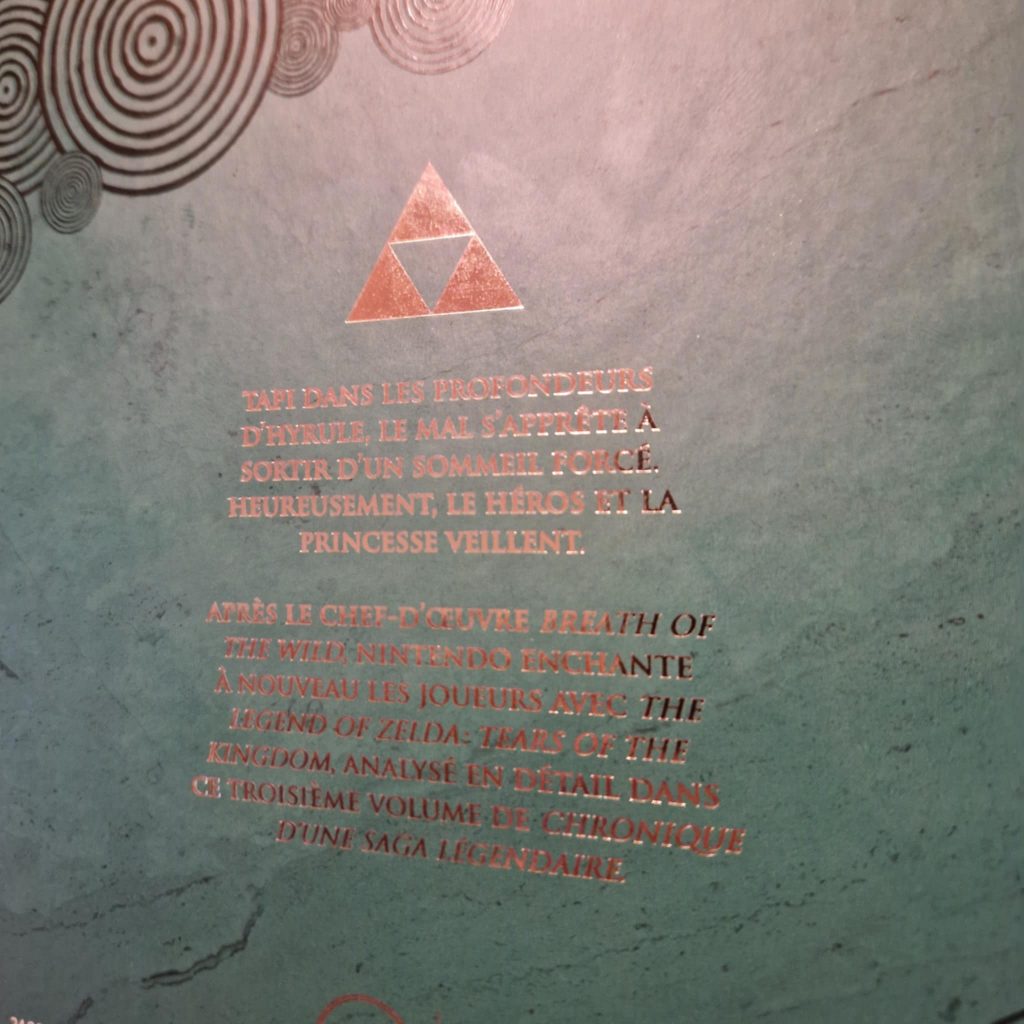 TAPI DANS LES PROFONDEURS
D'HYRULE, LE MAL S'APPRÊTE À
SORTIR D'UN SOMMEIL FORCÉ.
HEUREUSEMENT, LE HÉROS ET LA
PRINCESSE VEILLENT.
APRÈS LE CHEF-D'ŒUVRE BREATH OF
THE WILD, NINTENDO ENCHANTE
À NOUVEAU LES JOUEURS AVEC THE
LEGEND OF ZELDA: TEARS OF THE
KINGDOM, ANALYSÉ EN DÉTAIL DANS
CE TROISIÈME VOLUME DE CHRONIQUE
D'UNE SAGA LÉGENDAIRE.